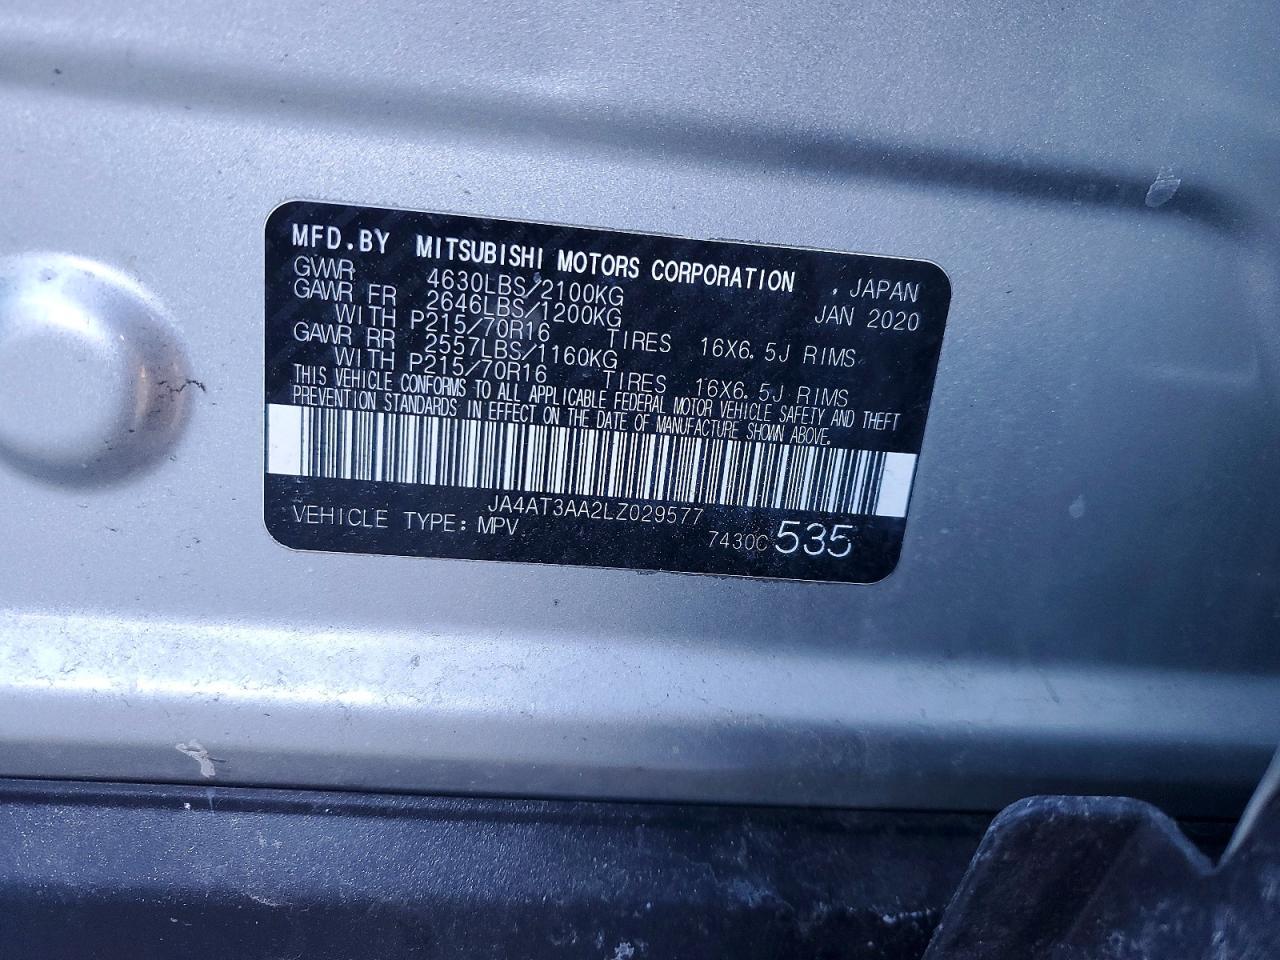 MFD.BY MITSUBISHI MOTORS CORPORATION , JAPAN
GVWR 4630LBS/2100KG JAN 2020
GAWR FR 2646LBS/1200KG
WITH P215/70R16 TIRES 16X6.5J RIMS
GAWR RR 2557LBS/1160KG
WITH P215/70R16 TIRES 16X6.5J RIMS
THIS VEHICLE CONFORMS TO ALL APPLICABLE FEDERAL MOTOR VEHICLE SAFETY AND THEFT
PREVENTION STANDARDS IN EFFECT ON THE DATE OF MANUFACTURE SHOWN ABOVE.
JA4AT3AA2LZ029577
VEHICLE TYPE: MPV 7430C 535